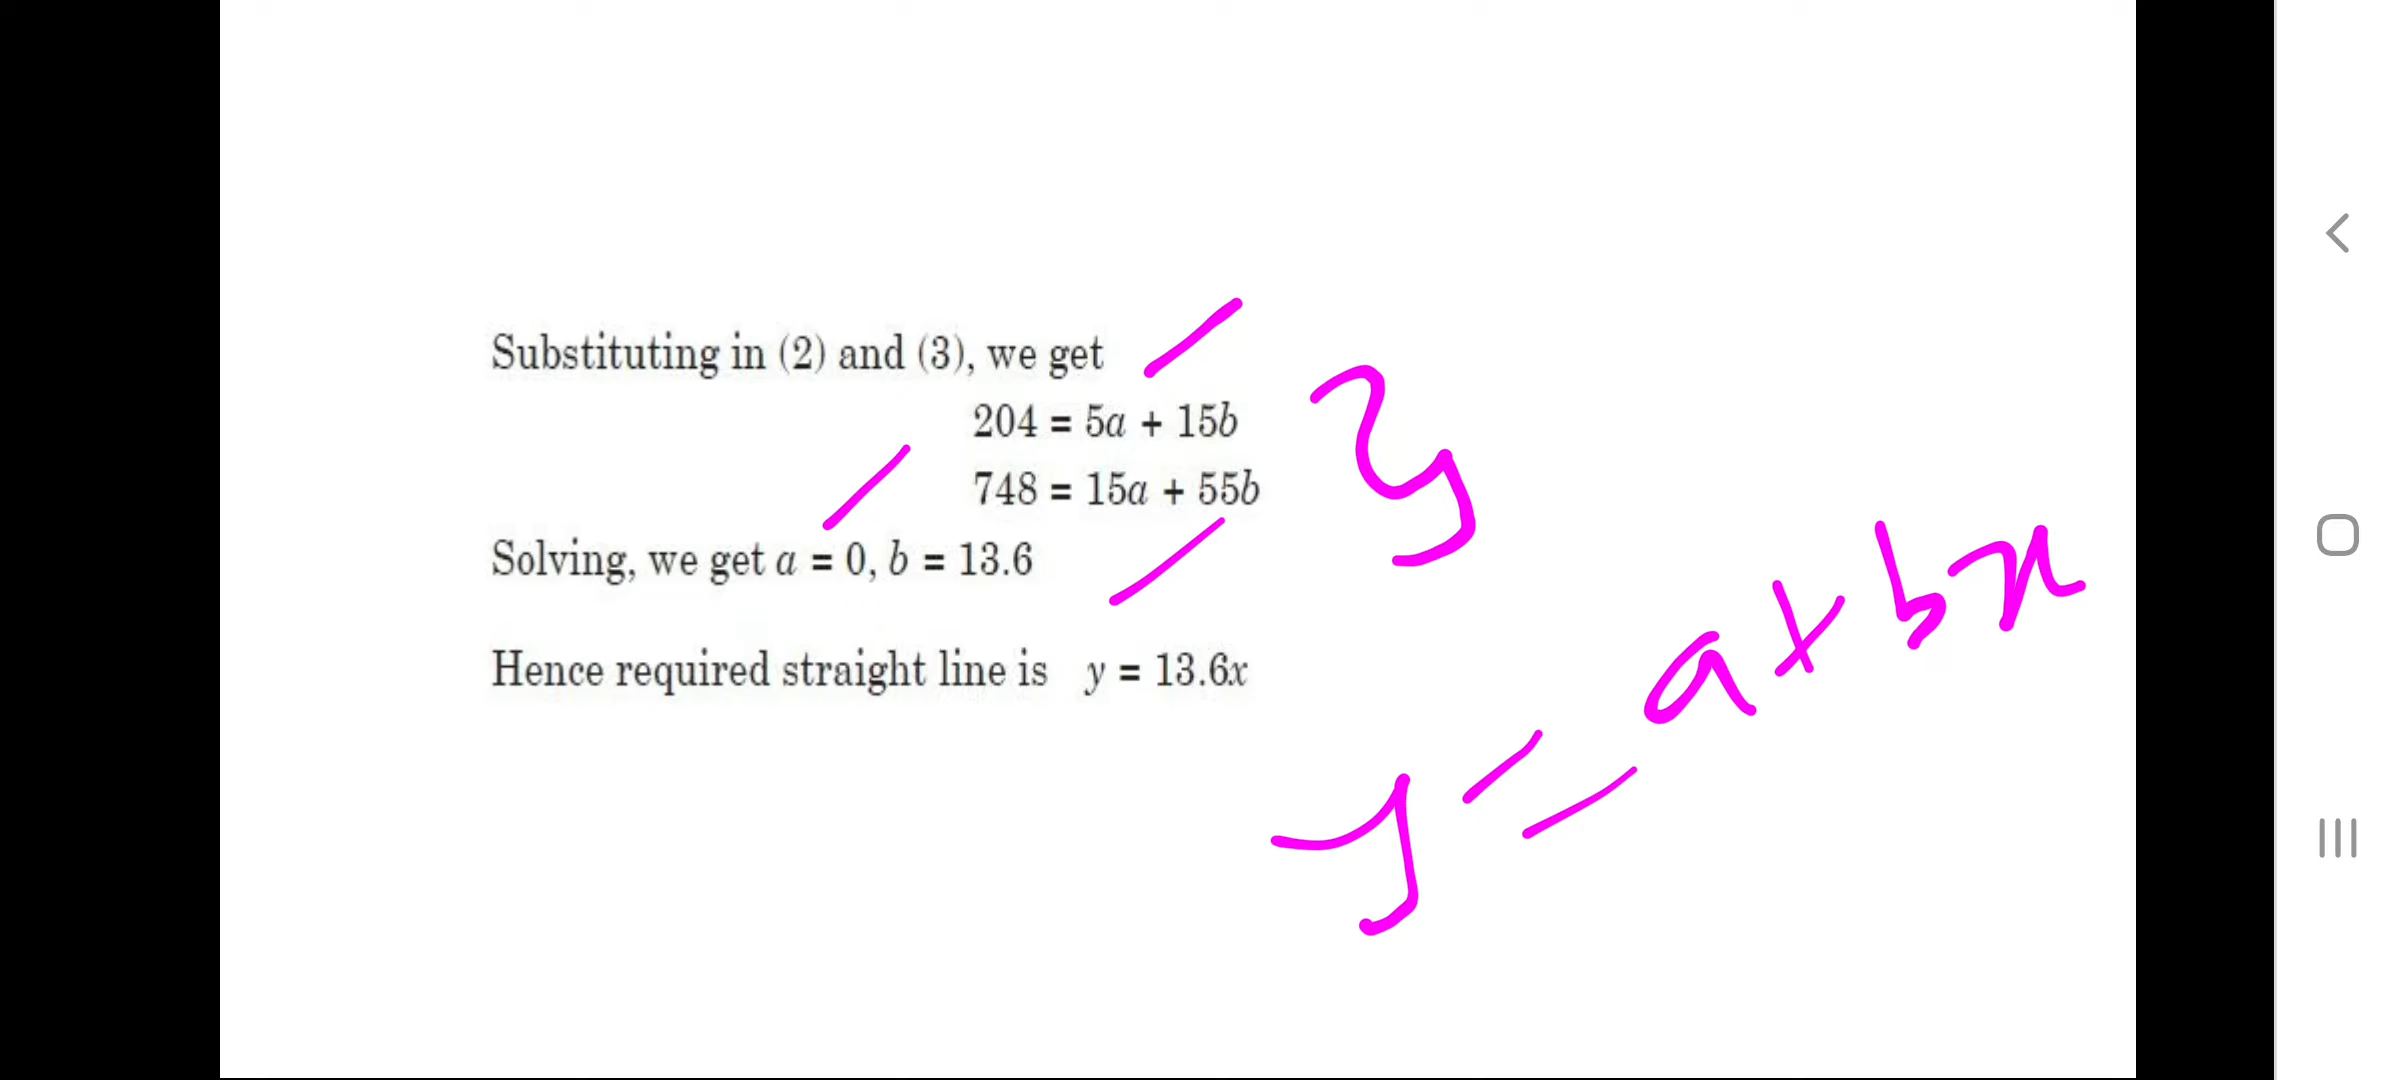 Substituting in (2) and (3), we get
204 = 5a + 15b
748 = 15a + 55b
Solving, we get a = 0, b = 13.6
Hence required straight line is y = 13.6x
y = a + bx